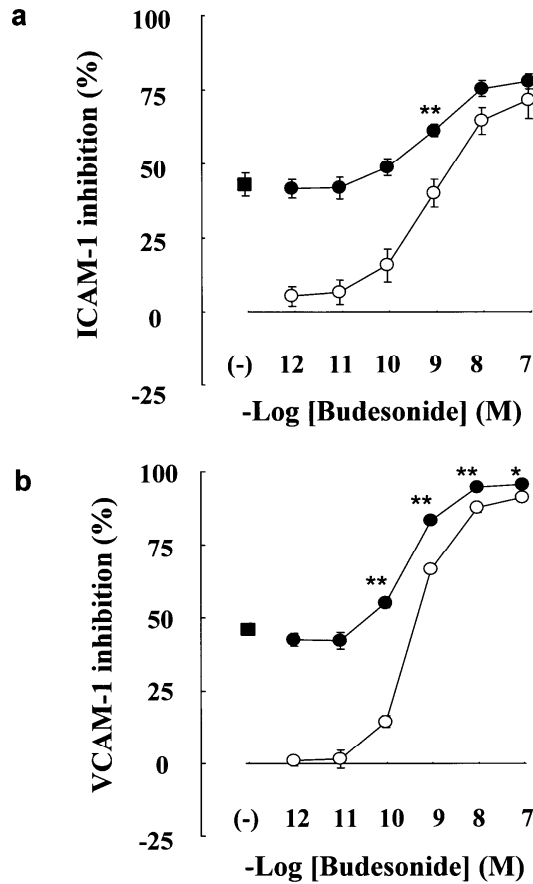 a
100
75
50
25
0
-25
ICAM-1 inhibition (%)
**
(-) 12 11 10 9 8 7
-Log [Budesonide] (M)
b
100
75
50
25
0
-25
VCAM-1 inhibition (%)
** ** ** *
(-) 12 11 10 9 8 7
-Log [Budesonide] (M)